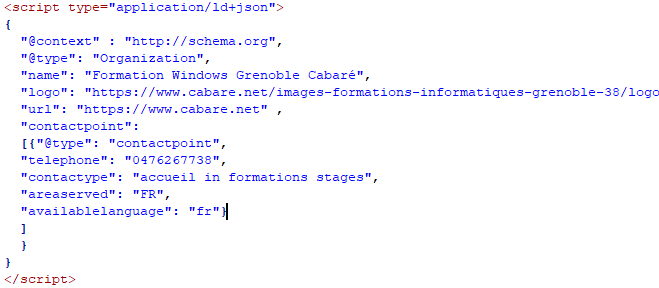 <script type="application/ld+json">
{
"@context" : "http://schema.org",
"@type": "Organization",
"name": "Formation Windows Grenoble Cabaré",
"logo": "https://www.cabare.net/images-formations-informatiques-grenoble-38/logo
"url": "https://www.cabare.net" ,
"contactpoint":
[{"@type": "contactpoint",
"telephone": "0476267738",
"contactype": "accueil in formations stages",
"areaserved": "FR",
"availablelanguage": "fr"}
]
}
}
</script>